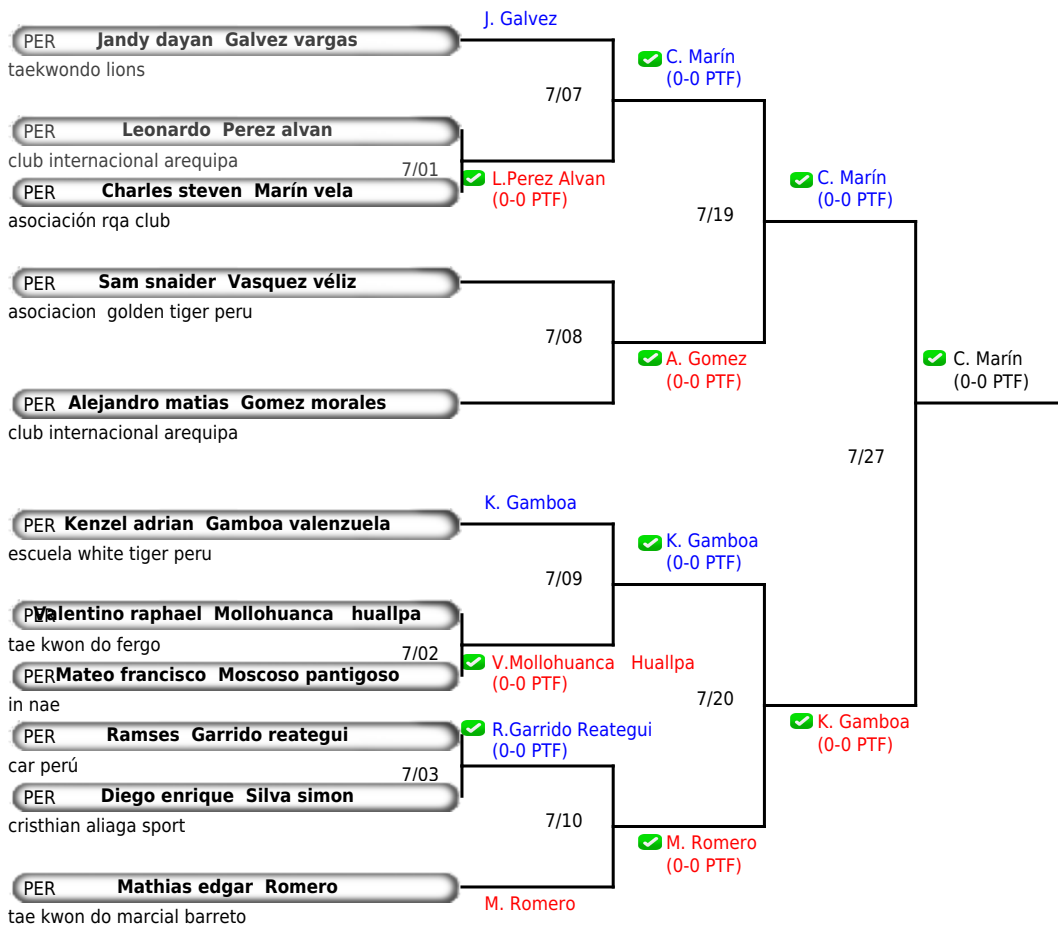 J. Galvez
PER Jandy dayan Galvez vargas
taekwondo lions
C. Marín
(0-0 PTF)
7/07
PER Leonardo Perez alvan
club internacional arequipa
7/01
L.Perez Alvan
(0-0 PTF)
PER Charles steven Marín vela
asociación rqa club
C. Marín
(0-0 PTF)
7/19
PER Sam snaider Vasquez véliz
asociacion golden tiger peru
7/08
A. Gomez
(0-0 PTF)
PER Alejandro matias Gomez morales
club internacional arequipa
C. Marín
(0-0 PTF)
7/27
K. Gamboa
PER Kenzel adrian Gamboa valenzuela
escuela white tiger peru
K. Gamboa
(0-0 PTF)
7/09
PER Valentino raphael Mollohuanca huallpa
tae kwon do fergo
7/02
V.Mollohuanca Huallpa
(0-0 PTF)
PER Mateo francisco Moscoso pantigoso
in nae
7/20
K. Gamboa
(0-0 PTF)
PER Ramses Garrido reategui
car perú
R.Garrido Reategui
(0-0 PTF)
7/03
PER Diego enrique Silva simon
cristhian aliaga sport
7/10
M. Romero
(0-0 PTF)
PER Mathias edgar Romero
tae kwon do marcial barreto
M. Romero